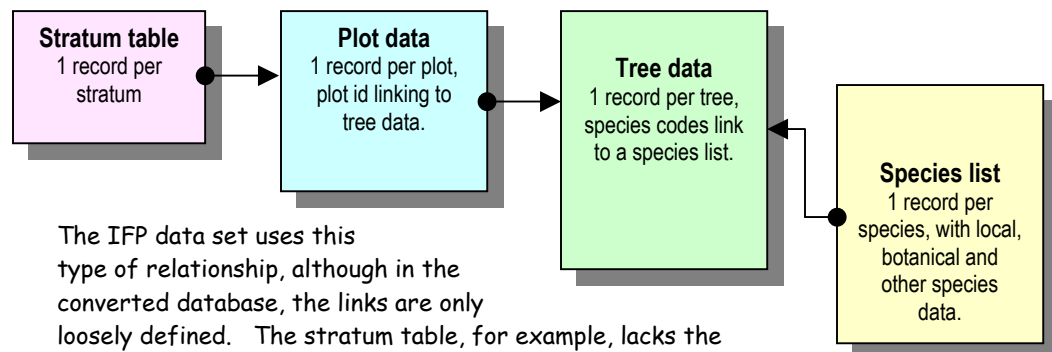 Stratum table
1 record per
stratum
Plot data
1 record per plot,
plot id linking to
tree data.
Tree data
1 record per tree,
species codes link
to a species list.
Species list
1 record per
species, with local,
botanical and
other species
data.
The IFP data set uses this
type of relationship, although in the
converted database, the links are only
loosely defined.   The stratum table, for example, lacks the